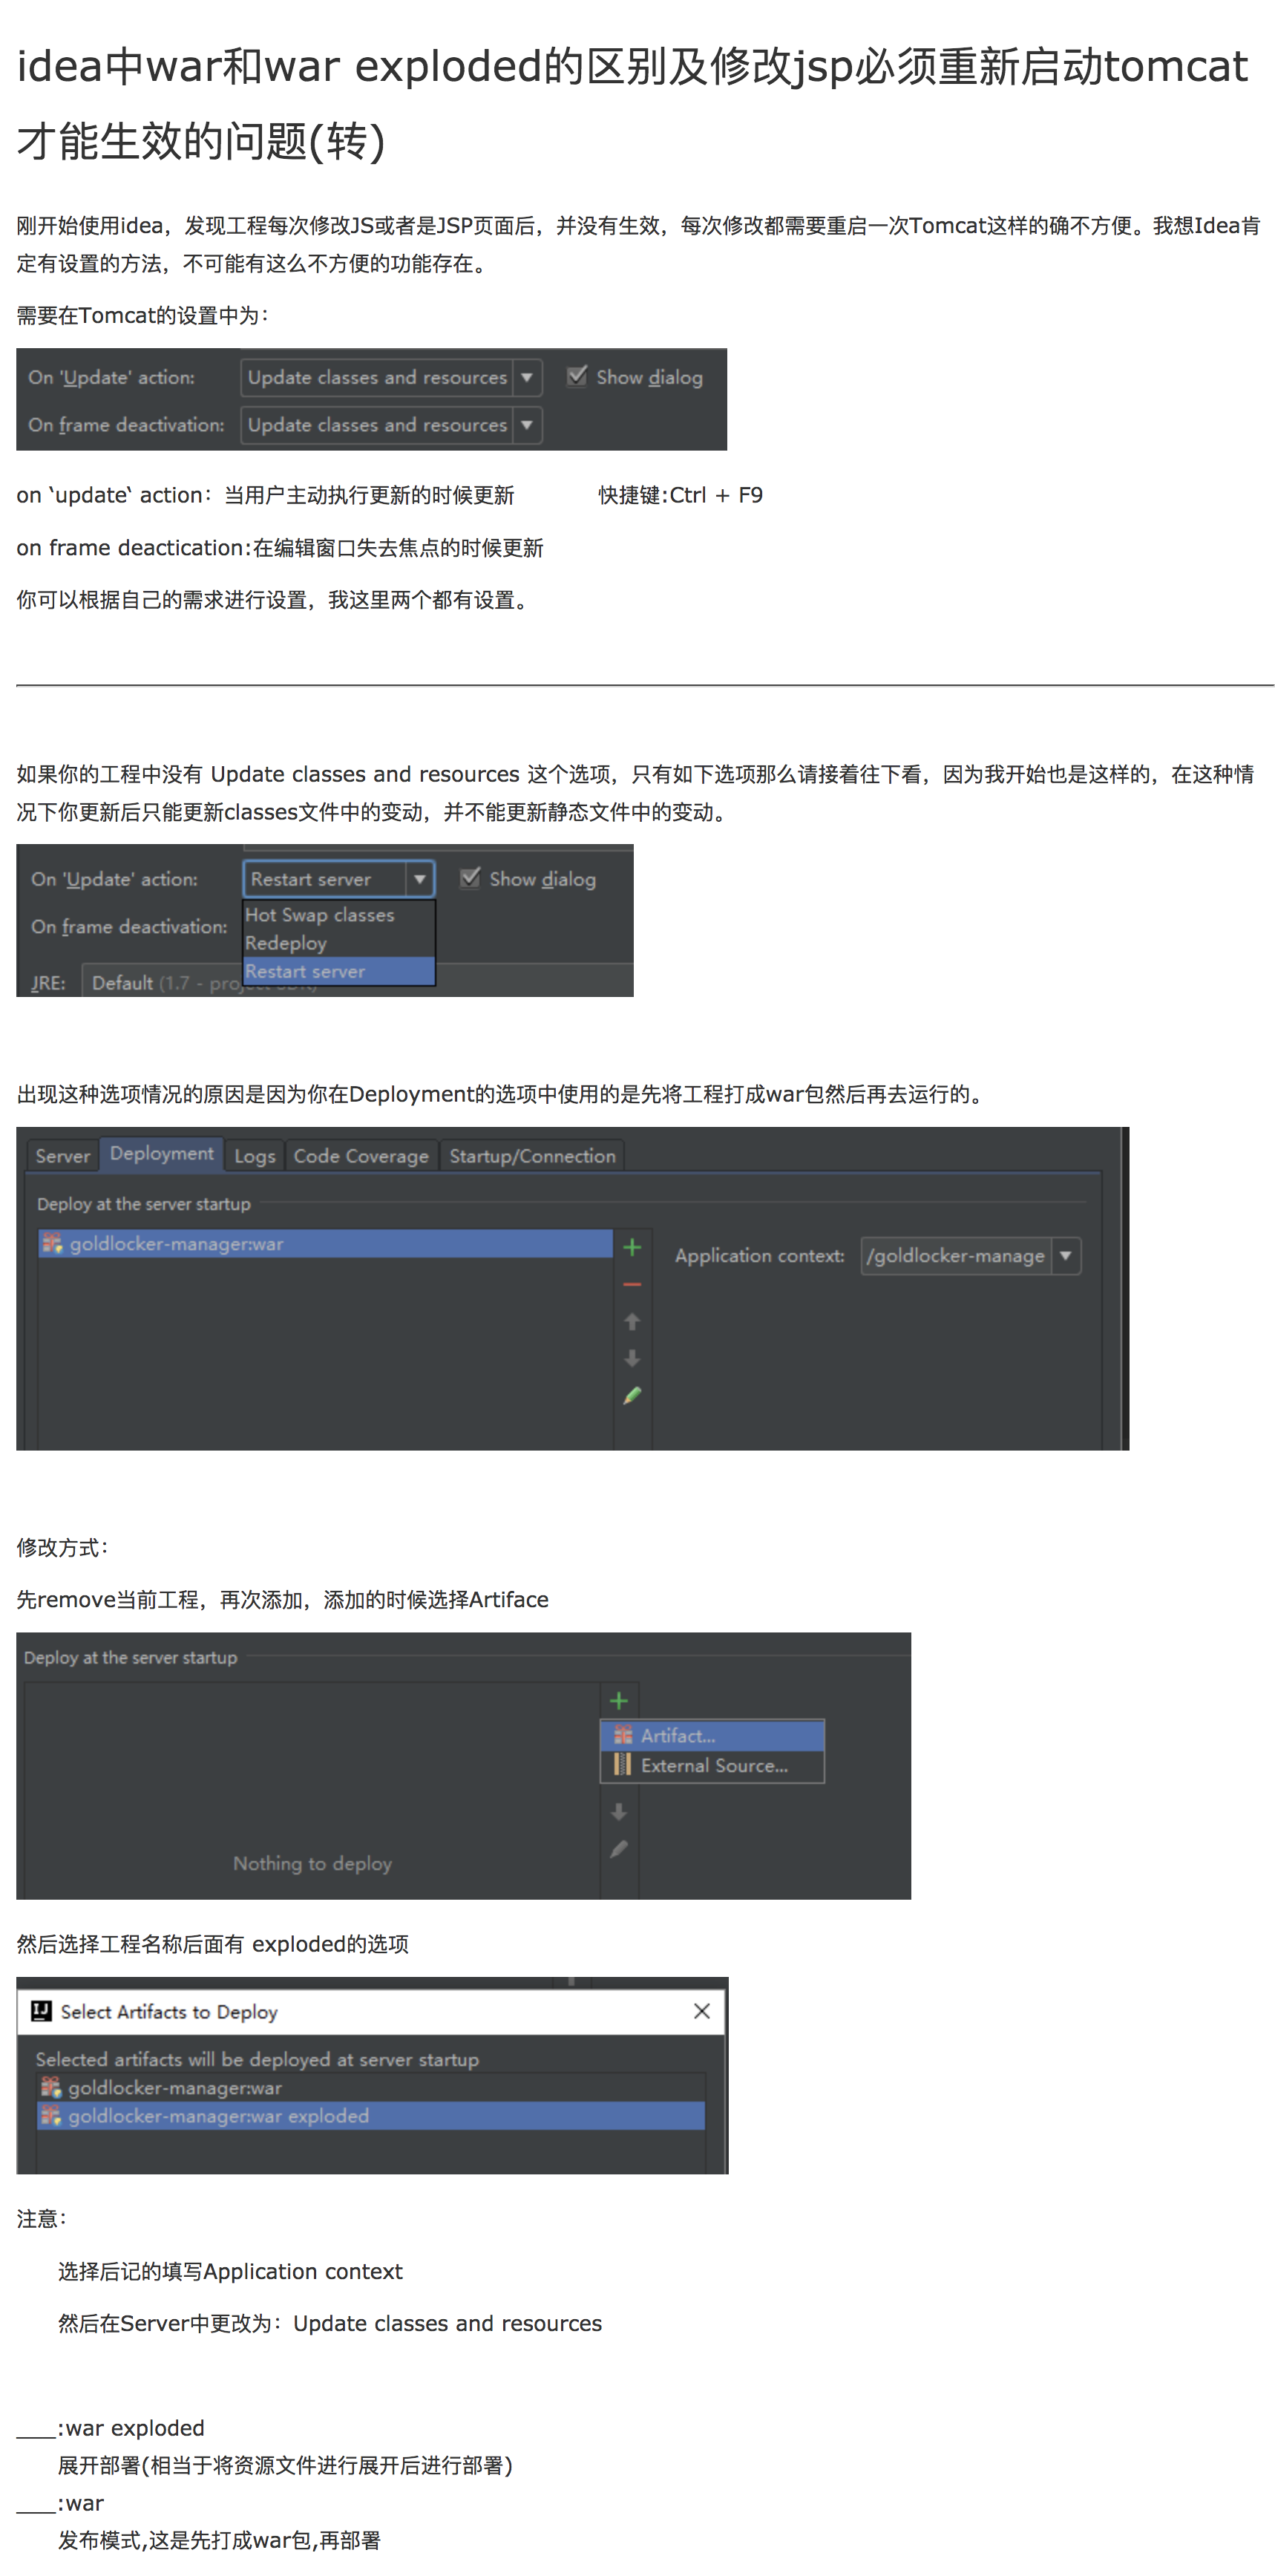 idea中war和war exploded的区别及修改jsp必须重新启动tomcat
才能生效的问题(转)
刚开始使用idea，发现工程每次修改JS或者是JSP页面后，并没有生效，每次修改都需要重启一次Tomcat这样的确不方便。我想Idea肯
定有设置的方法，不可能有这么不方便的功能存在。
需要在Tomcat的设置中为：
On 'Update' action: Update classes and resources Show dialog
On frame deactivation: Update classes and resources
on ‵update‵ action：当用户主动执行更新的时候更新 快捷键:Ctrl + F9
on frame deactication:在编辑窗口失去焦点的时候更新
你可以根据自己的需求进行设置，我这里两个都有设置。
如果你的工程中没有 Update classes and resources 这个选项，只有如下选项那么请接着往下看，因为我开始也是这样的，在这种情
况下你更新后只能更新classes文件中的变动，并不能更新静态文件中的变动。
On 'Update' action: Restart server Show dialog
Hot Swap classes
On frame deactivation:
Redeploy
Restart server
JRE: Default (1.7 - project SDK)
出现这种选项情况的原因是因为你在Deployment的选项中使用的是先将工程打成war包然后再去运行的。
Server Deployment Logs Code Coverage Startup/Connection
Deploy at the server startup
goldlocker-manager:war
Application context: /goldlocker-manage
修改方式：
先remove当前工程，再次添加，添加的时候选择Artiface
Deploy at the server startup
Artifact...
External Source...
Nothing to deploy
然后选择工程名称后面有 exploded的选项
IJ Select Artifacts to Deploy
Selected artifacts will be deployed at server startup
goldlocker-manager:war
goldlocker-manager:war exploded
注意：
选择后记的填写Application context
然后在Server中更改为：Update classes and resources
____:war exploded
展开部署(相当于将资源文件进行展开后进行部署)
____:war
发布模式,这是先打成war包,再部署